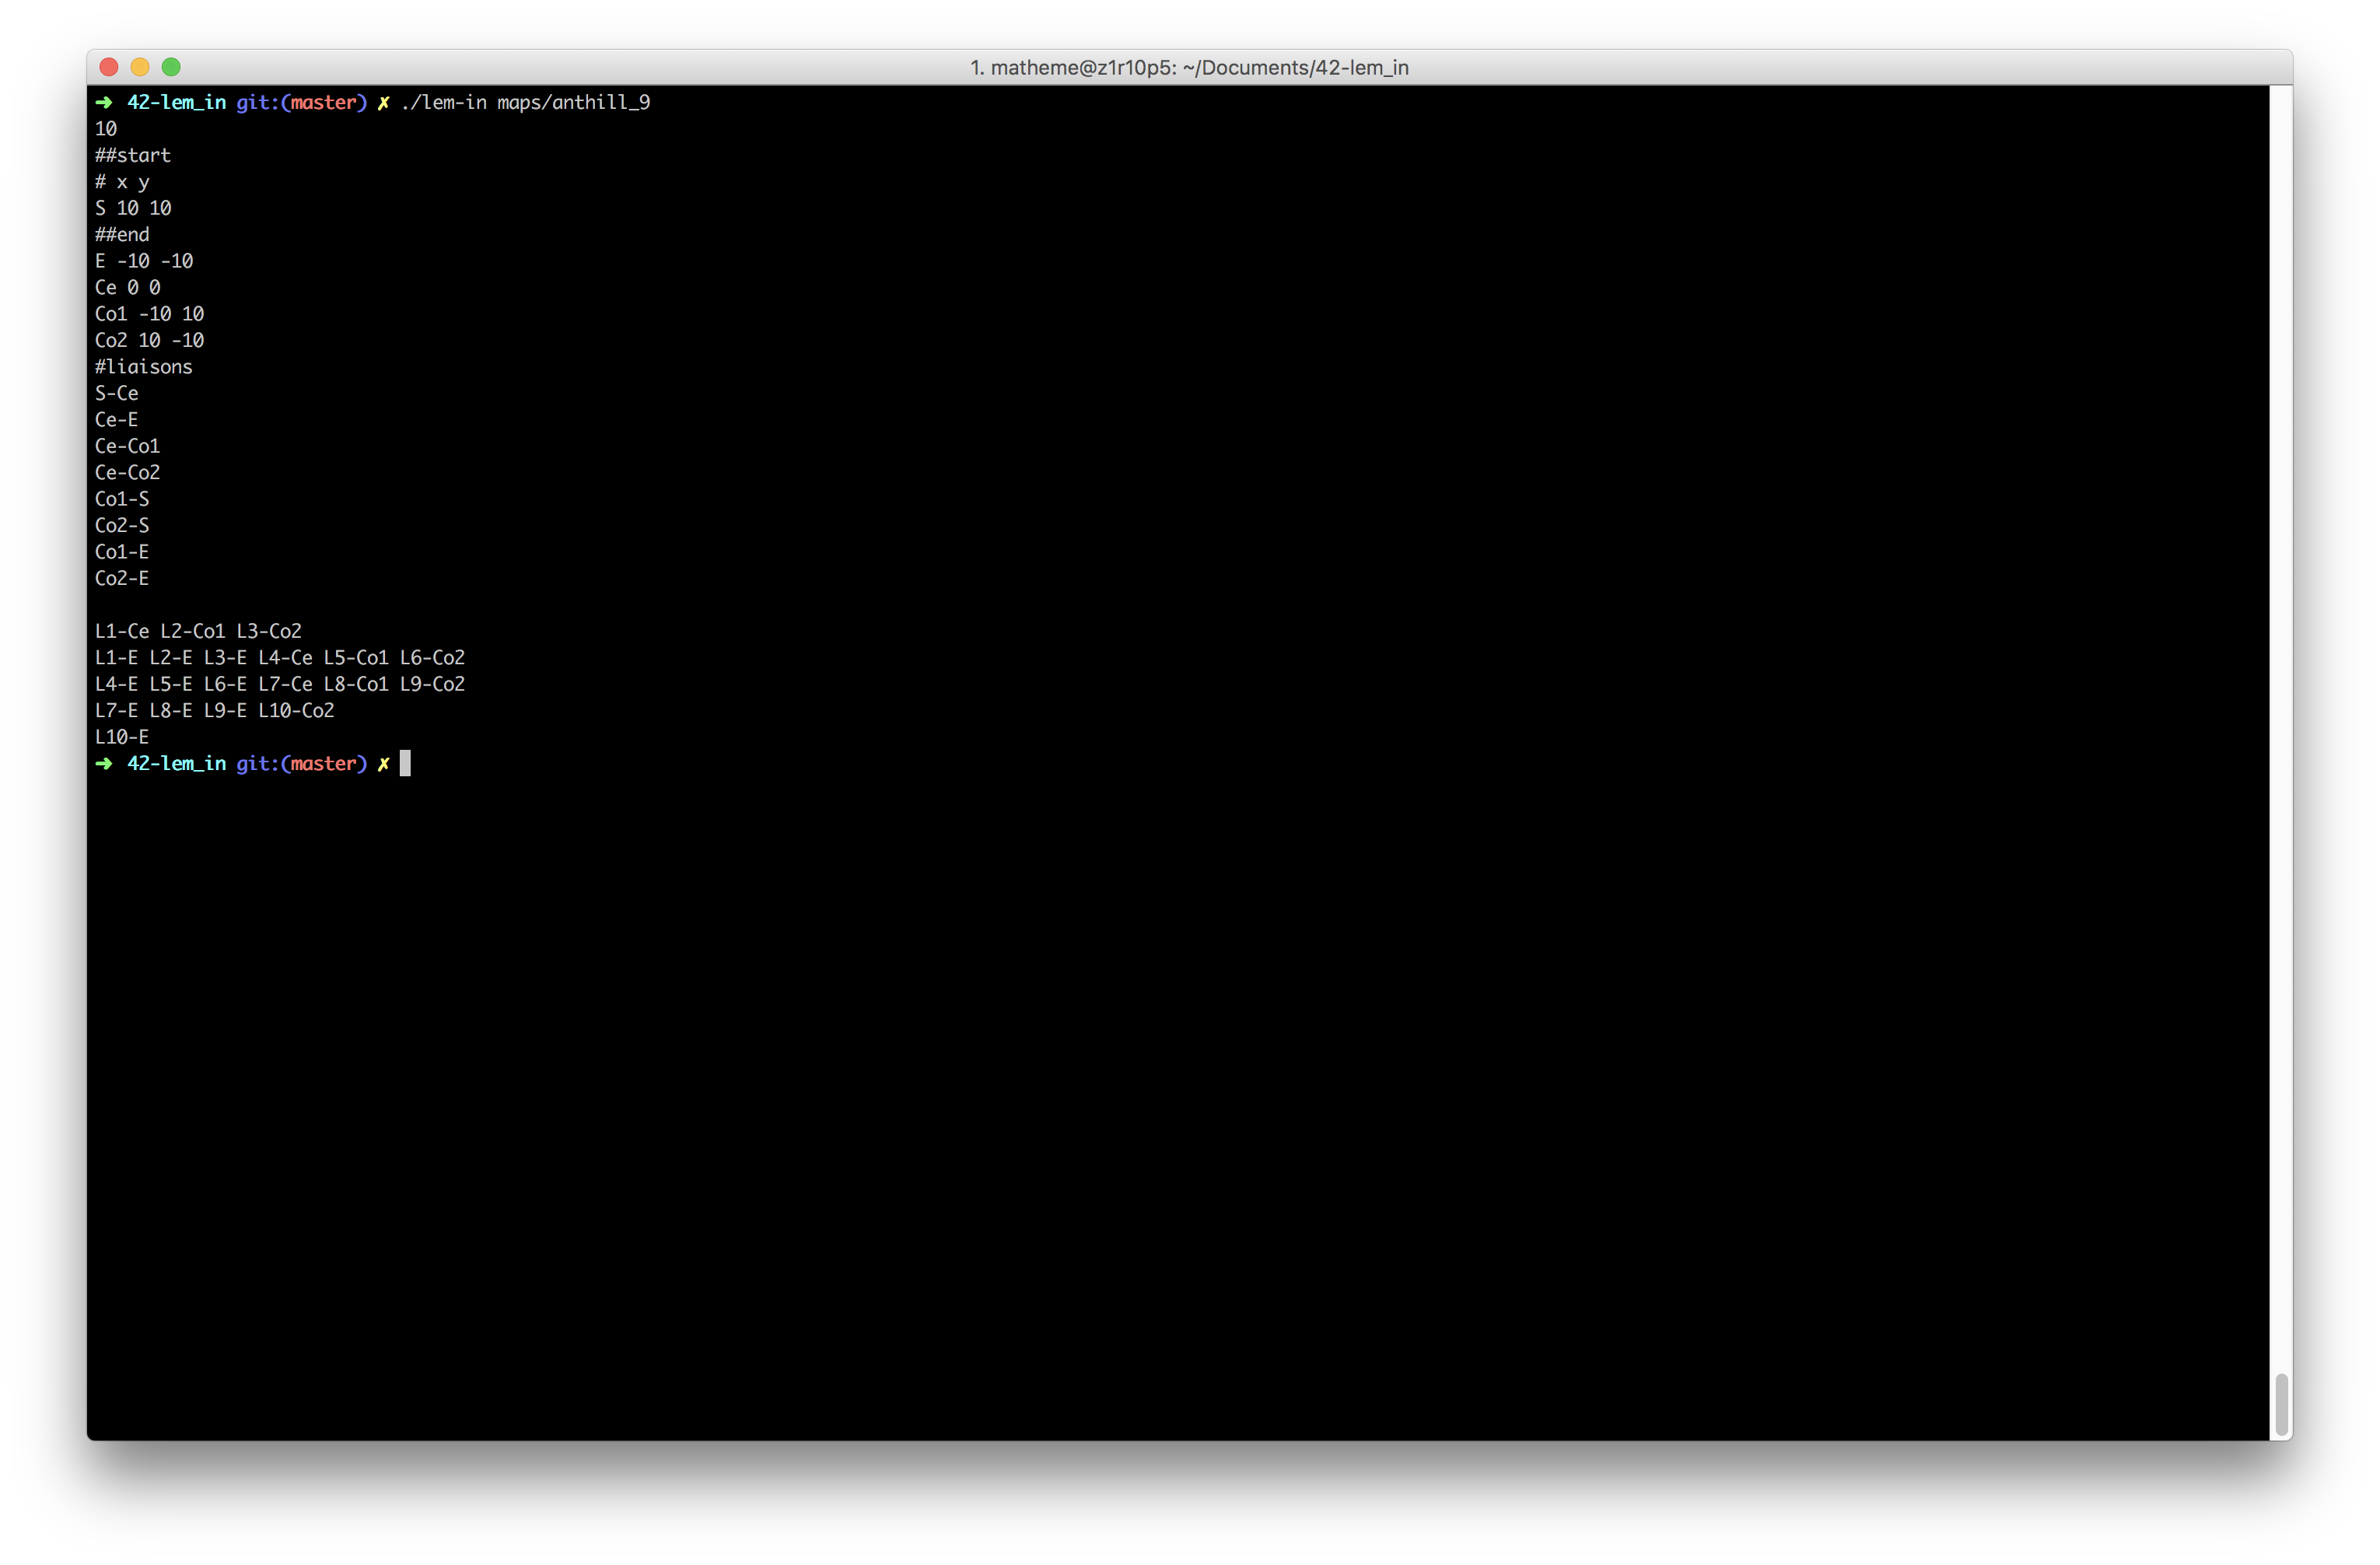 1. matheme@z1r10p5: ~/Documents/42-lem_in
➜ 42-lem_in git:(master) ✗ ./lem-in maps/anthill_9
10
##start
# x y
S 10 10
##end
E -10 -10
Ce 0 0
Co1 -10 10
Co2 10 -10
#liaisons
S-Ce
Ce-E
Ce-Co1
Ce-Co2
Co1-S
Co2-S
Co1-E
Co2-E

L1-Ce L2-Co1 L3-Co2
L1-E L2-E L3-E L4-Ce L5-Co1 L6-Co2
L4-E L5-E L6-E L7-Ce L8-Co1 L9-Co2
L7-E L8-E L9-E L10-Co2
L10-E
➜ 42-lem_in git:(master) ✗